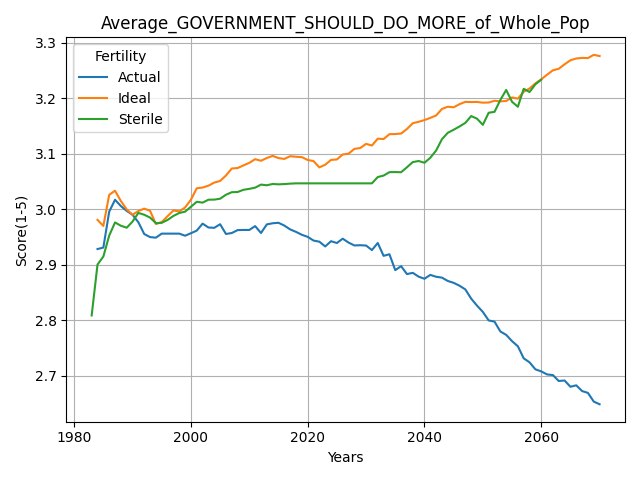 Average_GOVERNMENT_SHOULD_DO_MORE_of_Whole_Pop
Fertility
Actual
Ideal
Sterile
Score(1-5)
3.3
3.2
3.1
3.0
2.9
2.8
2.7
1980 2000 2020 2040 2060
Years